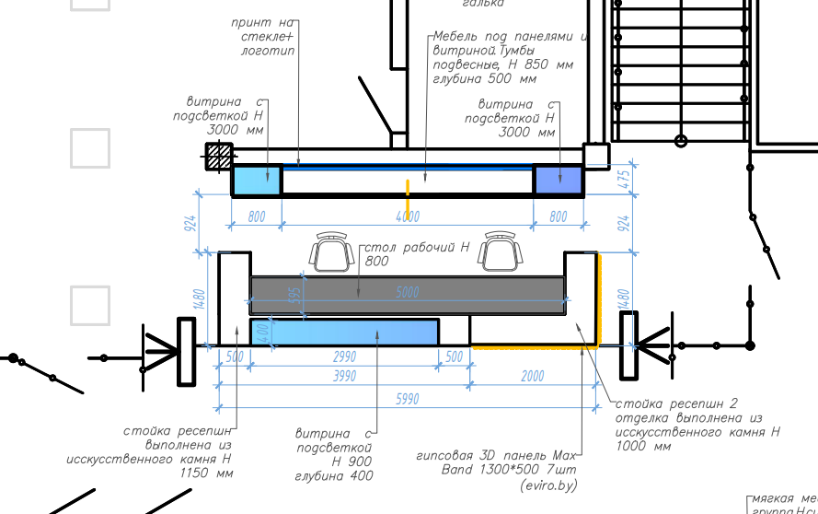 галька
принт на
стекле+
логотип
Мебель под панелями и
витриной.Тумбы
подвесные, Н 850 мм
глубина 500 мм
витрина с
подсветкой Н
3000 мм
витрина с
подсветкой Н
3000 мм
475
800
4000
800
924
924
стол рабочий Н
800
595
5000
1480
1480
400
500
2990
500
3990
2000
5990
стойка ресепшн
выполнена из
исскусственного камня Н
1150 мм
витрина с
подсветкой
Н 900
глубина 400
гипсовая 3D панель Max
Band 1300*500 7шт
(eviro.by)
стойка ресепшн 2
отделка выполнена из
исскусственного камня Н
1000 мм
мягкая ме
группа